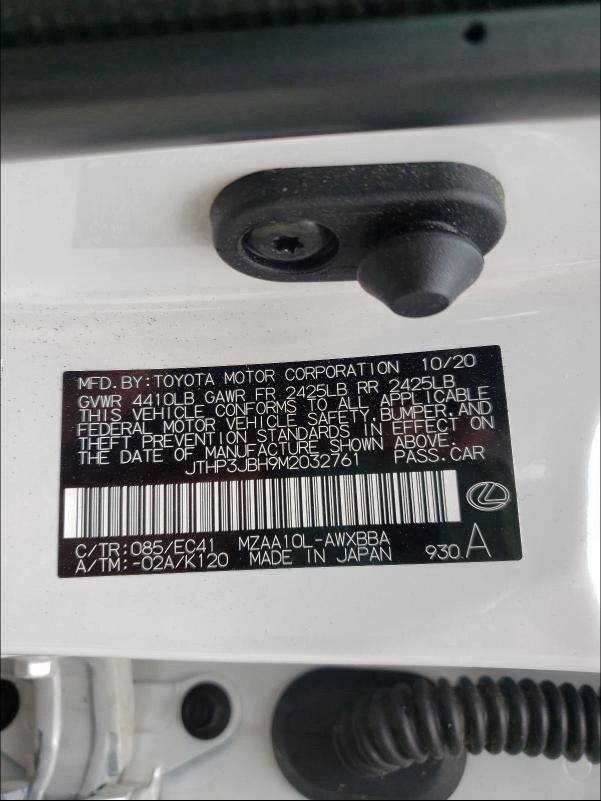 MFD.BY:TOYOTA MOTOR CORPORATION 10/20
GVWR 4410LB GAWR FR 2425LB RR 2425LB
THIS VEHICLE CONFORMS TO ALL APPLICABLE
FEDERAL MOTOR VEHICLE SAFETY,BUMPER,AND
THEFT PREVENTION STANDARDS IN EFFECT ON
THE DATE OF MANUFACTURE SHOWN ABOVE.
JTHP3JBH9M2032761 PASS.CAR
C/TR:085/EC41 MZAA10L-AWXBBA
A/TM:-02A/K120 MADE IN JAPAN 930.A